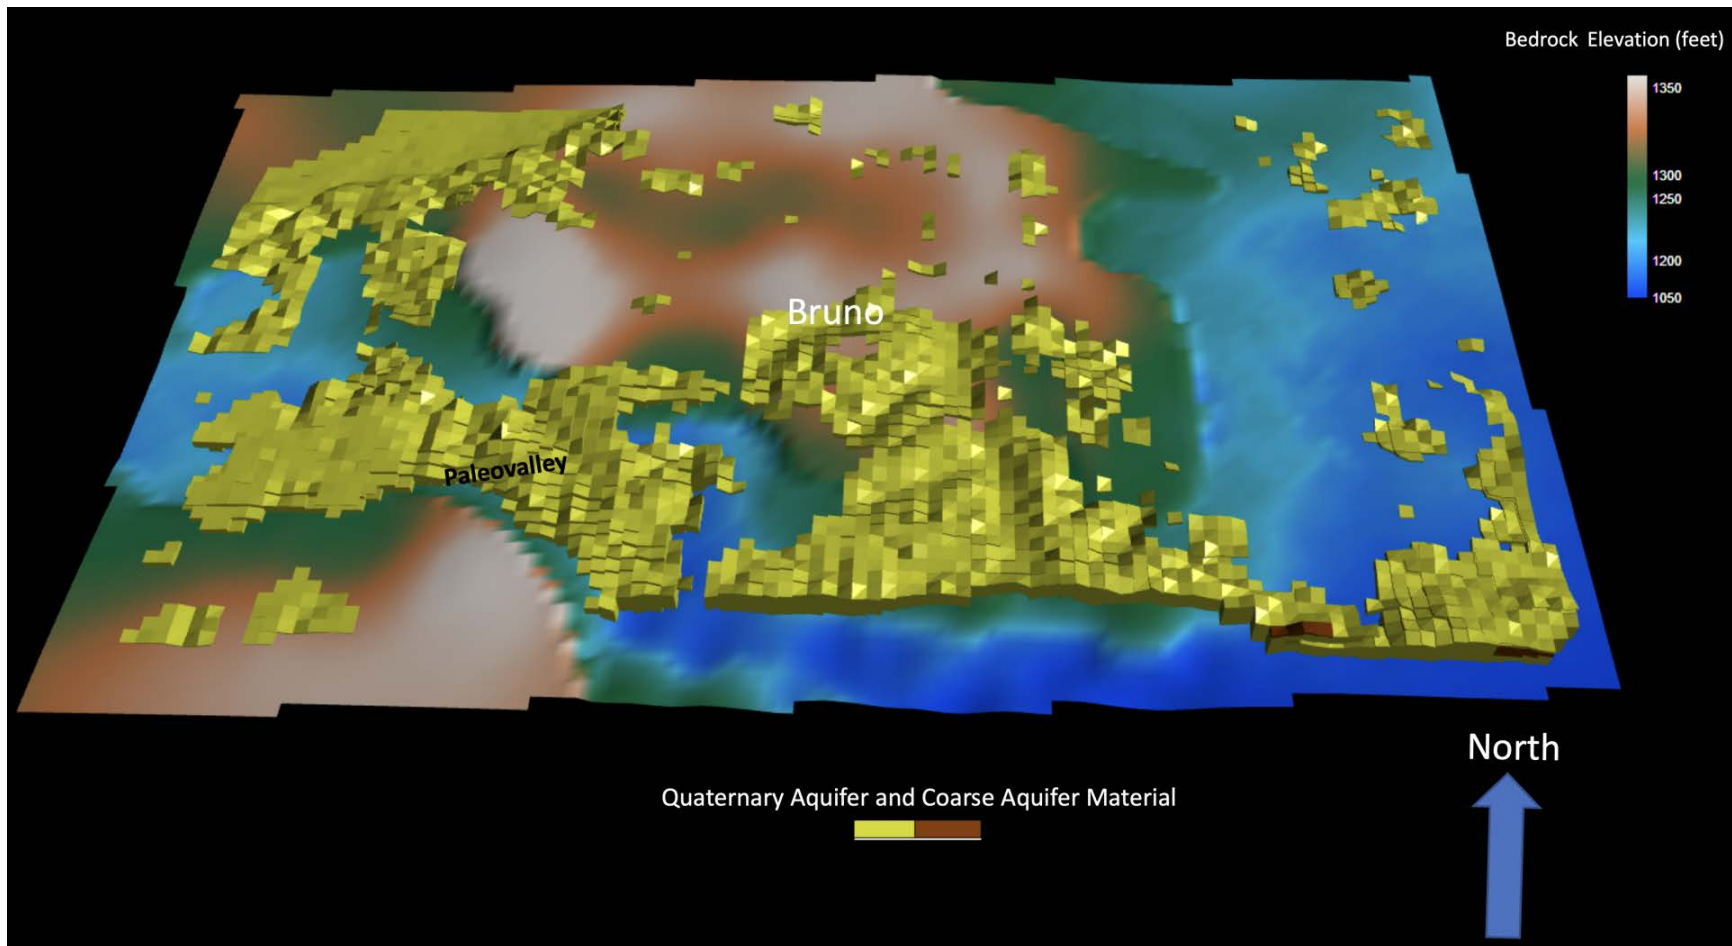 Bedrock Elevation (feet)
1350
1300
1250
1200
1050
Bruno
Paleovalley
North
Quaternary Aquifer and Coarse Aquifer Material